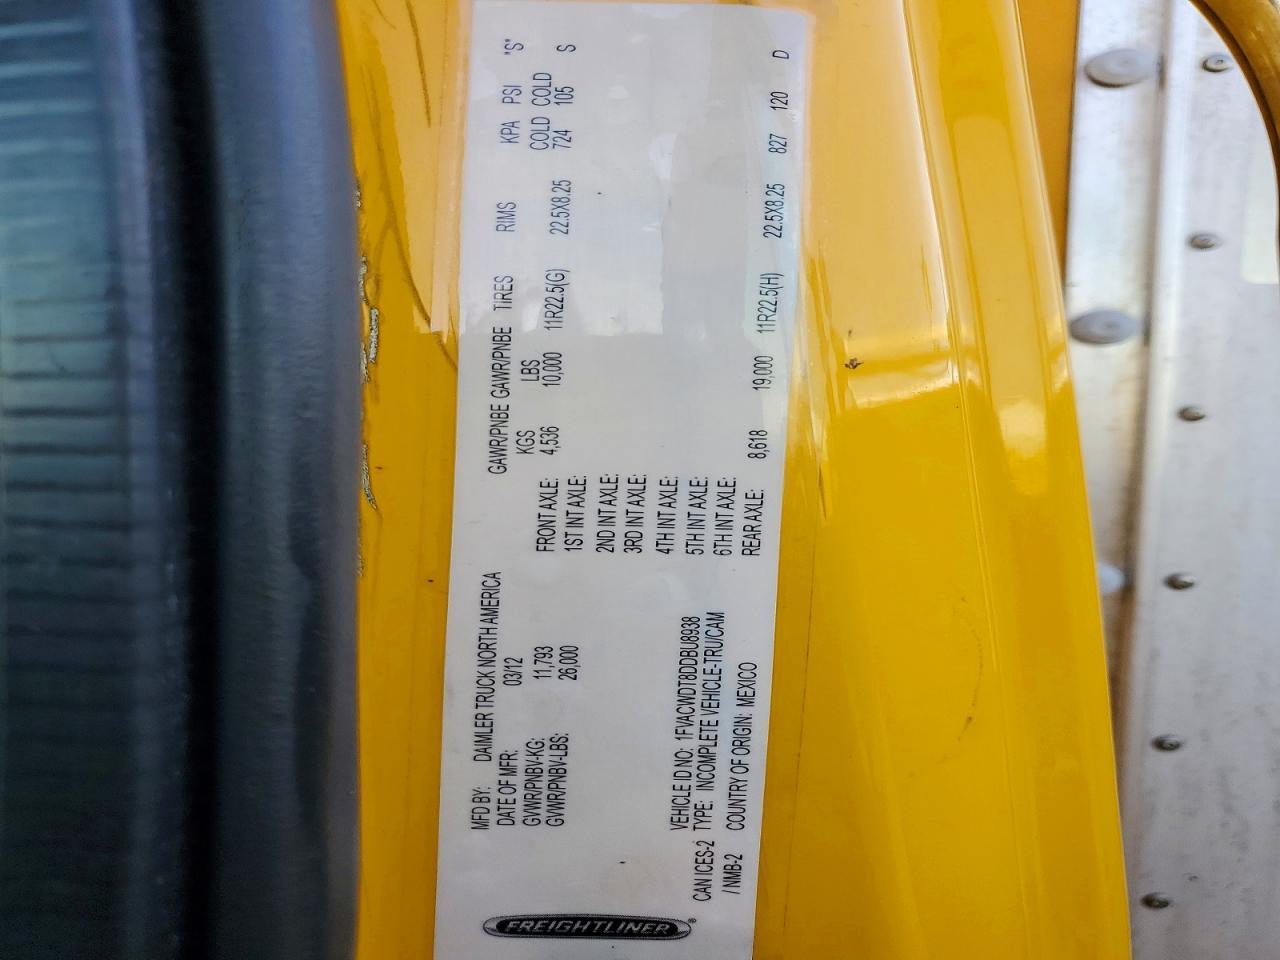 FREIGHTLINER®
MFD BY: DAIMLER TRUCK NORTH AMERICA
DATE OF MFR: 03/12
GVWR/PNBV-KG: 11,793
GVWR/PNBV-LBS: 26,000
VEHICLE ID NO: 1FVACWDT8DDBU8938
CAN ICES-2 TYPE: INCOMPLETE VEHICLE-TRU/CAM
/ NMB-2 COUNTRY OF ORIGIN: MEXICO
GAWR/PNBE GAWR/PNBE TIRES RIMS KPA PSI "S"
KGS LBS COLD COLD
FRONT AXLE: 4,536 10,000 11R22.5(G) 22.5X8.25 724 105 S
1ST INT AXLE:
2ND INT AXLE:
3RD INT AXLE:
4TH INT AXLE:
5TH INT AXLE:
6TH INT AXLE:
REAR AXLE: 8,618 19,000 11R22.5(H) 22.5X8.25 827 120 D